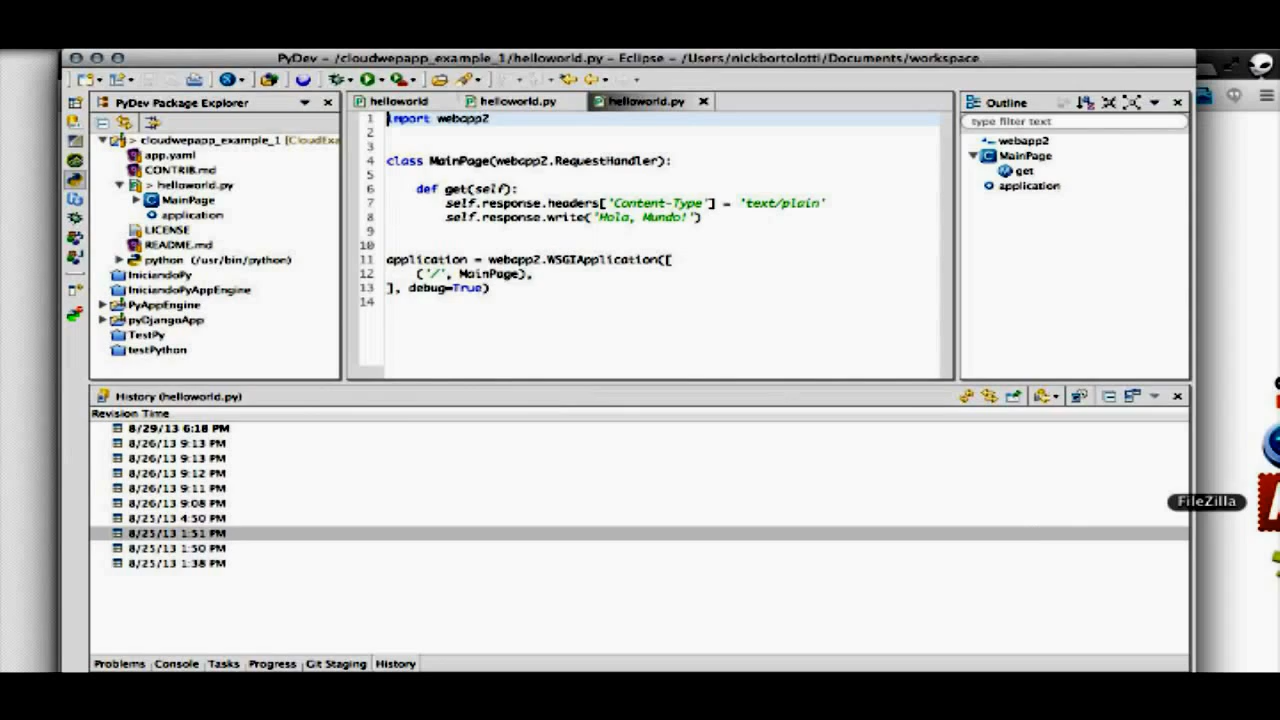 PyDev – /cloudwepapp_example_1/helloworld.py – Eclipse – /Users/nickbortolotti/Documents/workspace
PyDev Package Explorer
> cloudwepapp_example_1 [CloudExa
app.yaml
CONTRIB.md
> helloworld.py
MainPage
application
LICENSE
README.md
python (/usr/bin/python)
IniciandoPy
IniciandoPyAppEngine
PyAppEngine
pyDjangoApp
TestPy
testPython
helloworld
helloworld.py
helloworld.py
1 import webapp2
2
3
4 class MainPage(webapp2.RequestHandler):
5
6 def get(self):
7 self.response.headers['Content-Type'] = 'text/plain'
8 self.response.write('Hola, Mundo!')
9
10
11 application = webapp2.WSGIApplication([
12 ('/', MainPage),
13 ], debug=True)
14
Outline
type filter text
webapp2
MainPage
get
application
History (helloworld.py)
Revision Time
8/29/13 6:18 PM
8/26/13 9:13 PM
8/26/13 9:13 PM
8/26/13 9:12 PM
8/26/13 9:11 PM
8/26/13 9:08 PM
8/25/13 4:50 PM
8/25/13 1:51 PM
8/25/13 1:50 PM
8/25/13 1:38 PM
FileZilla
Problems Console Tasks Progress Git Staging History